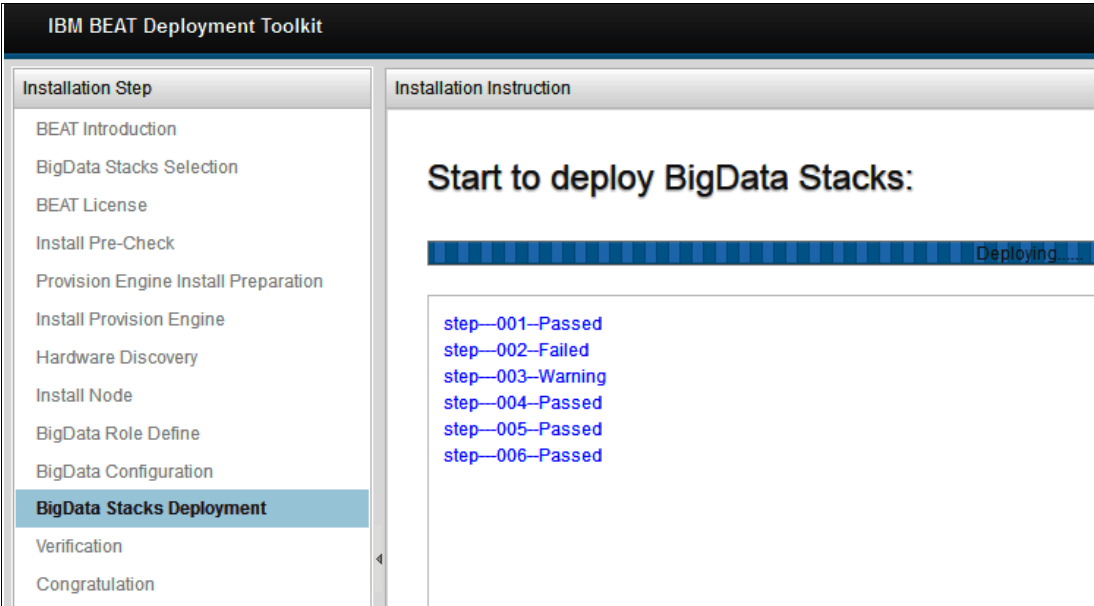 IBM BEAT Deployment Toolkit
Installation Step
BEAT Introduction
BigData Stacks Selection
BEAT License
Install Pre-Check
Provision Engine Install Preparation
Install Provision Engine
Hardware Discovery
Install Node
BigData Role Define
BigData Configuration
BigData Stacks Deployment
Verification
Congratulation
Installation Instruction
Start to deploy BigData Stacks:
Deploying......
step---001--Passed
step---002--Failed
step---003--Warning
step---004--Passed
step---005--Passed
step---006--Passed